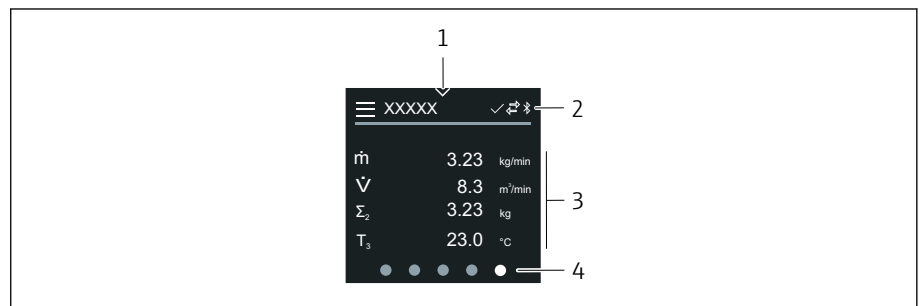 1
XXXXX
2
ṁ 3.23 kg/min
V̇ 8.3 m³/min
Σ₂ 3.23 kg
3
T₃ 23.0 °C
4